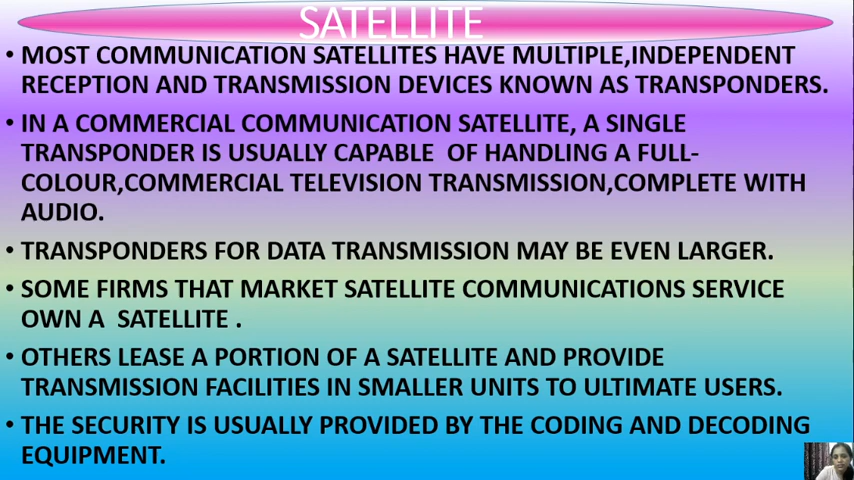 SATELLITE
• MOST COMMUNICATION SATELLITES HAVE MULTIPLE,INDEPENDENT
RECEPTION AND TRANSMISSION DEVICES KNOWN AS TRANSPONDERS.
• IN A COMMERCIAL COMMUNICATION SATELLITE, A SINGLE
TRANSPONDER IS USUALLY CAPABLE OF HANDLING A FULL-
COLOUR,COMMERCIAL TELEVISION TRANSMISSION,COMPLETE WITH
AUDIO.
• TRANSPONDERS FOR DATA TRANSMISSION MAY BE EVEN LARGER.
• SOME FIRMS THAT MARKET SATELLITE COMMUNICATIONS SERVICE
OWN A SATELLITE .
• OTHERS LEASE A PORTION OF A SATELLITE AND PROVIDE
TRANSMISSION FACILITIES IN SMALLER UNITS TO ULTIMATE USERS.
• THE SECURITY IS USUALLY PROVIDED BY THE CODING AND DECODING
EQUIPMENT.